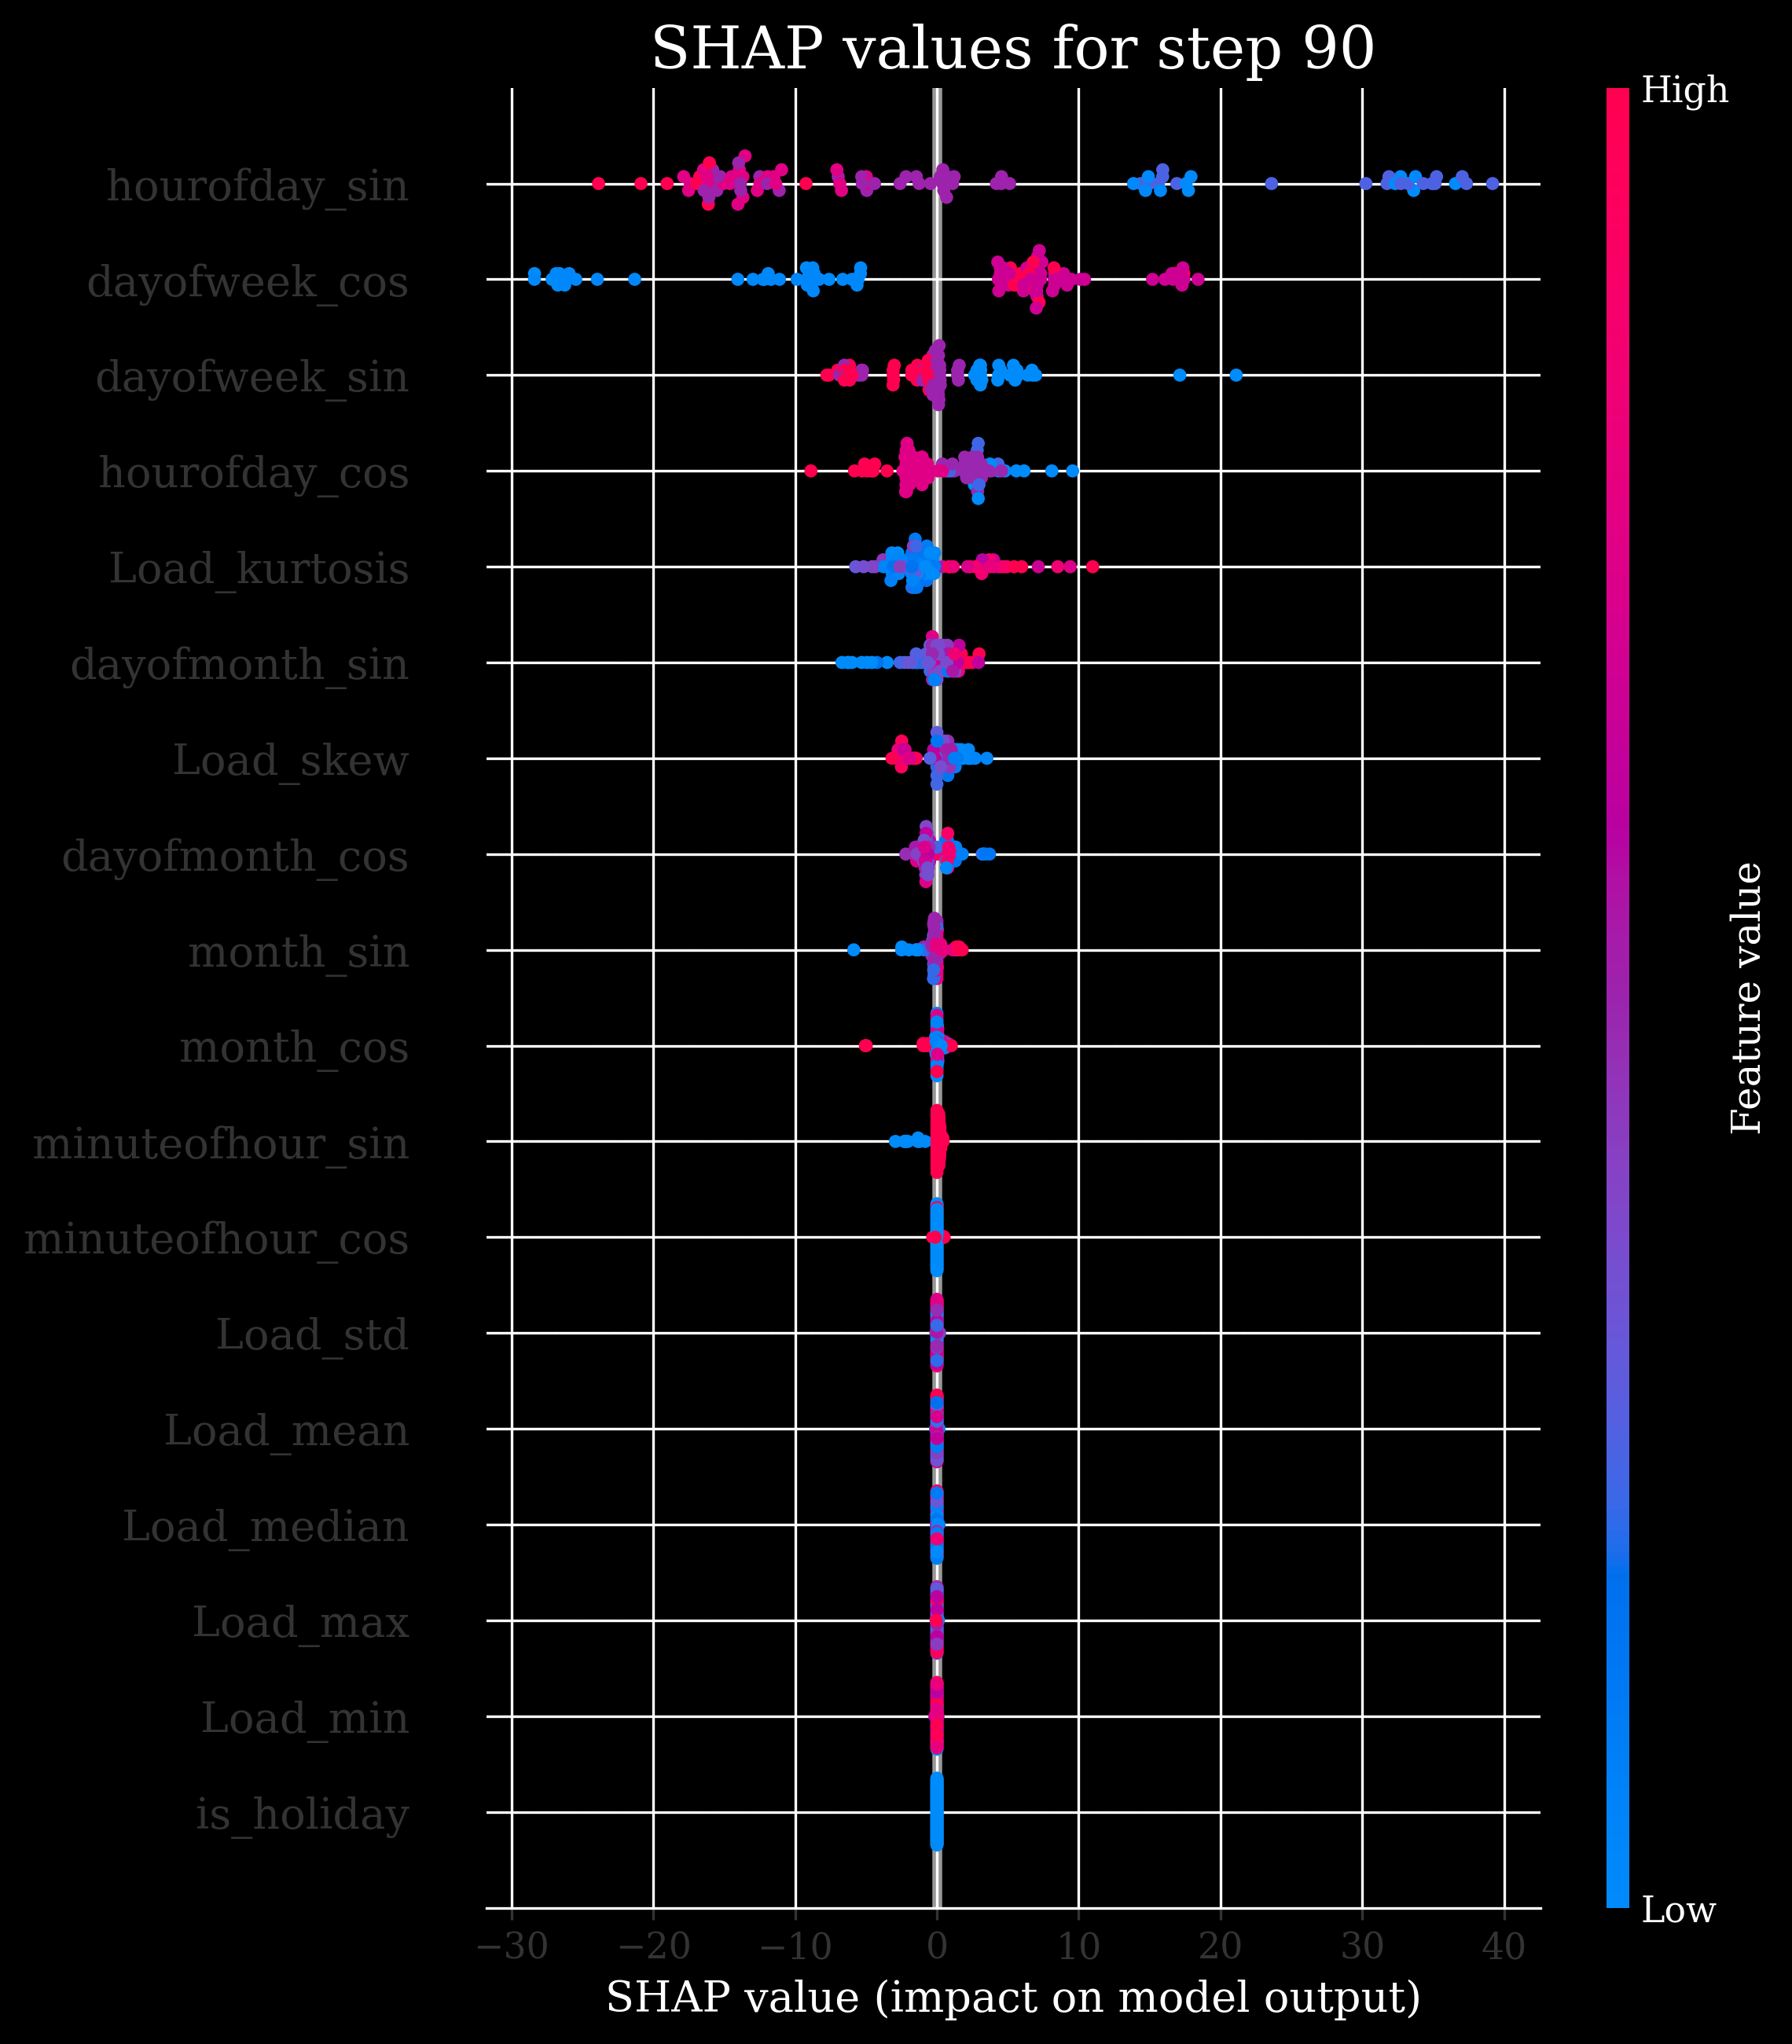 SHAP values for step 90
High
hourofday_sin
dayofweek_cos
dayofweek_sin
hourofday_cos
Load_kurtosis
dayofmonth_sin
Load_skew
dayofmonth_cos
month_sin
month_cos
minuteofhour_sin
minuteofhour_cos
Load_std
Load_mean
Load_median
Load_max
Load_min
is_holiday
Feature value
Low
−30 −20 −10 0 10 20 30 40
SHAP value (impact on model output)